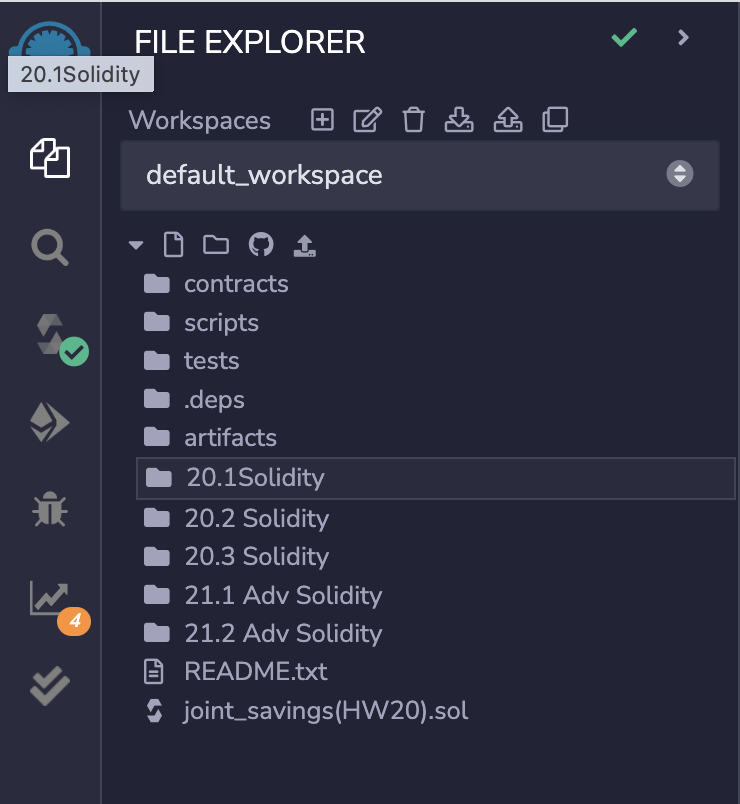 FILE EXPLORER
20.1Solidity
Workspaces
default_workspace
contracts
scripts
tests
.deps
artifacts
20.1Solidity
20.2 Solidity
20.3 Solidity
21.1 Adv Solidity
21.2 Adv Solidity
4
README.txt
joint_savings(HW20).sol